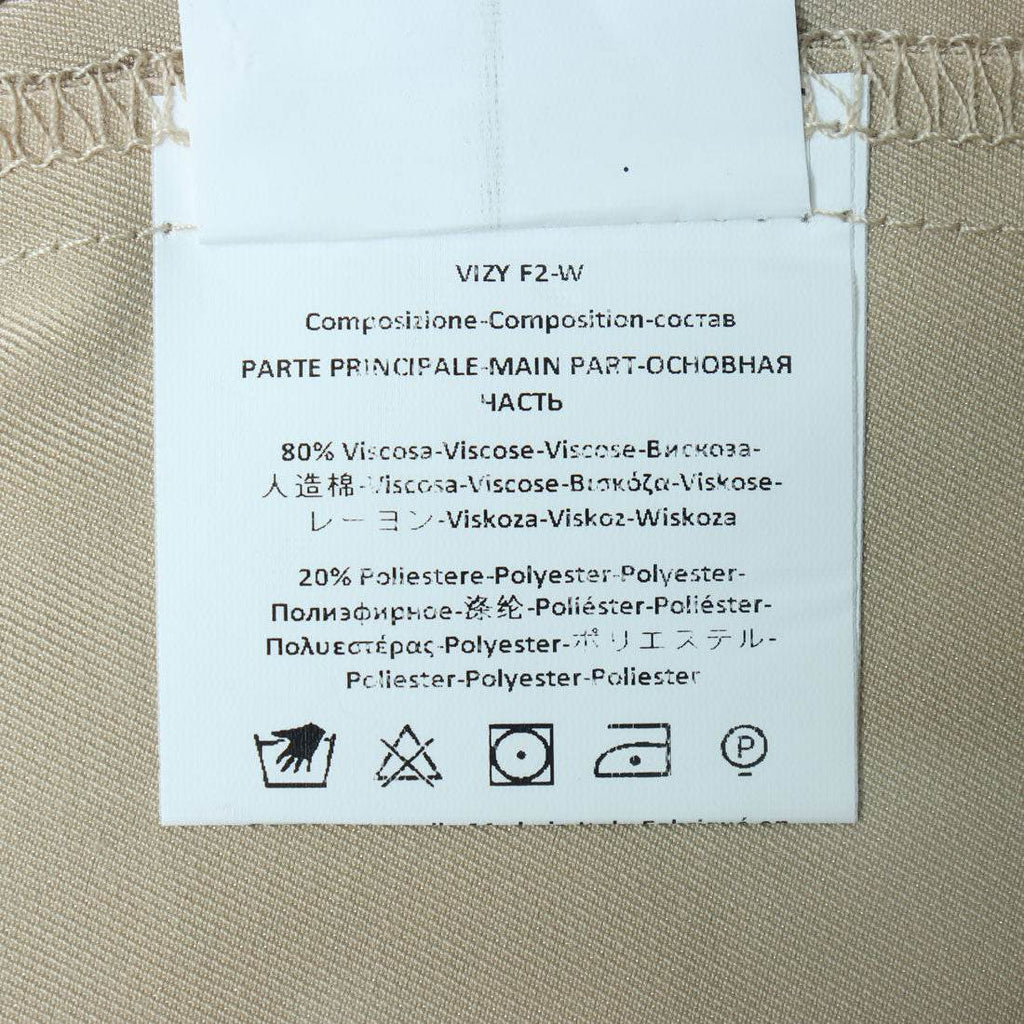 VIZY F2-W
Composizione-Composition-состав
PARTE PRINCIPALE-MAIN PART-ОСНОВНАЯ
ЧАСТЬ
80% Viscosa-Viscose-Viscose-Вискоза-
人造棉-Viscosa-Viscose-Βισκόζα-Viskose-
レーヨン-Viskoza-Viskoz-Wiskoza
20% Poliestere-Polyester-Polyester-
Полиэфирное-涤纶-Poliéster-Poliéster-
Πολυεστέρας-Polyester-ポリエステル-
Poliester-Polyester-Poliester
P